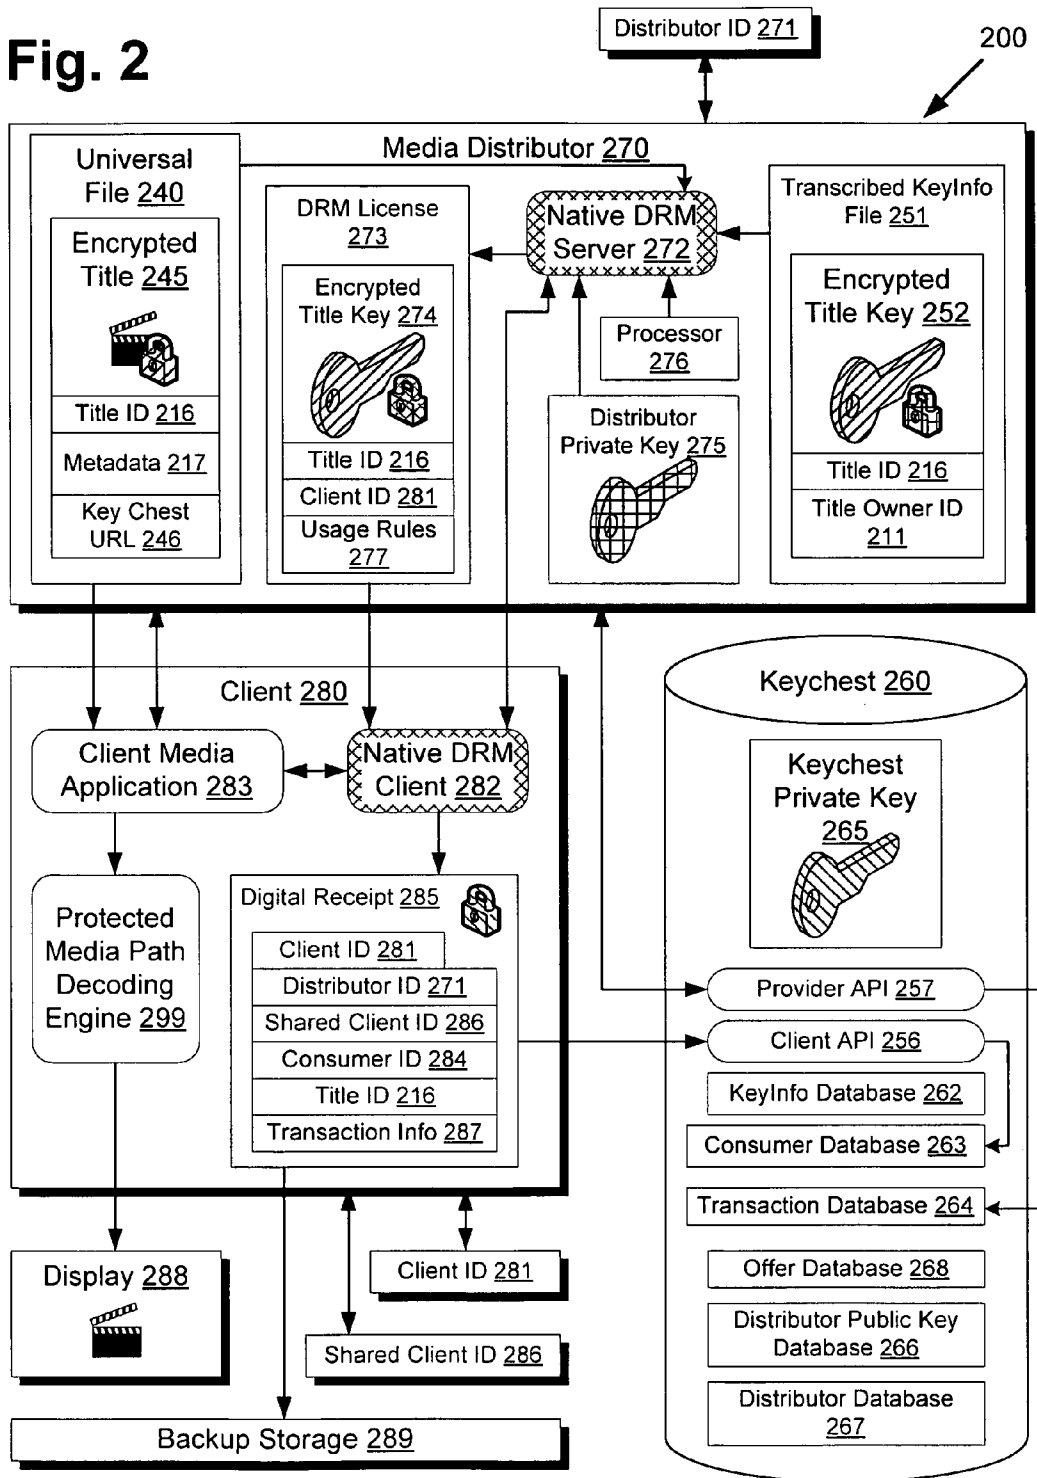 Fig. 2
Distributor ID 271
200
Media Distributor 270
Universal
File 240
Encrypted
Title 245
Title ID 216
Metadata 217
Key Chest
URL 246
DRM License
273
Encrypted
Title Key 274
Title ID 216
Client ID 281
Usage Rules
277
Native DRM
Server 272
Processor
276
Distributor
Private Key 275
Transcribed KeyInfo
File 251
Encrypted
Title Key 252
Title ID 216
Title Owner ID
211
Client 280
Client Media
Application 283
Native DRM
Client 282
Protected
Media Path
Decoding
Engine 299
Digital Receipt 285
Client ID 281
Distributor ID 271
Shared Client ID 286
Consumer ID 284
Title ID 216
Transaction Info 287
Keychest 260
Keychest
Private Key
265
Provider API 257
Client API 256
KeyInfo Database 262
Consumer Database 263
Transaction Database 264
Offer Database 268
Distributor Public Key
Database 266
Distributor Database
267
Display 288
Client ID 281
Shared Client ID 286
Backup Storage 289